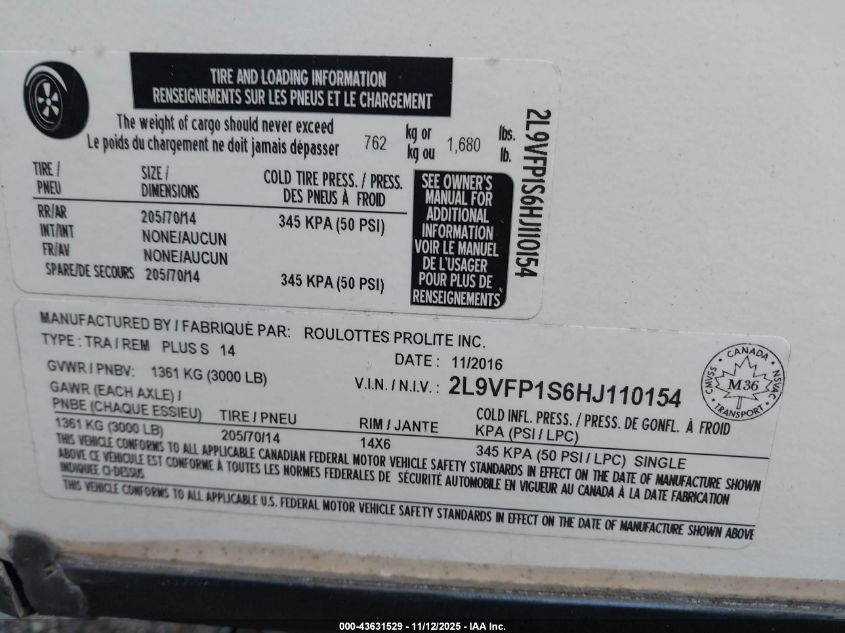 TIRE AND LOADING INFORMATION
RENSEIGNEMENTS SUR LES PNEUS ET LE CHARGEMENT
The weight of cargo should never exceed 762 kg or 1,680 lbs.
Le poids du chargement ne doit jamais dépasser kg ou lb.
TIRE / SIZE / COLD TIRE PRESS. / PRESS.
PNEU DIMENSIONS DES PNEUS À FROID
RR/AR 205/70/14 345 KPA (50 PSI)
INT/INT NONE/AUCUN
FR/AV NONE/AUCUN
SPARE/DE SECOURS 205/70/14 345 KPA (50 PSI)
SEE OWNER'S
MANUAL FOR
ADDITIONAL
INFORMATION
VOIR LE MANUEL
DE L'USAGER
POUR PLUS DE
RENSEIGNEMENTS
2L9VFP1S6HJ110154
MANUFACTURED BY / FABRIQUÉ PAR: ROULOTTES PROLITE INC.
TYPE : TRA / REM PLUS S 14 DATE : 11/2016
GVWR / PNBV: 1361 KG (3000 LB) V.I.N. / N.I.V. : 2L9VFP1S6HJ110154
GAWR (EACH AXLE) / COLD INFL. PRESS. / PRESS. DE GONFL. À FROID
PNBE (CHAQUE ESSIEU) TIRE / PNEU RIM / JANTE KPA (PSI / LPC)
1361 KG (3000 LB) 205/70/14 14X6 345 KPA (50 PSI / LPC) SINGLE
THIS VEHICLE CONFORMS TO ALL APPLICABLE CANADIAN FEDERAL MOTOR VEHICLE SAFETY STANDARDS IN EFFECT ON THE DATE OF MANUFACTURE SHOWN
ABOVE. CE VÉHICULE EST CONFORME À TOUTES LES NORMES FÉDÉRALES DE SÉCURITÉ AUTOMOBILE EN VIGUEUR AU CANADA À LA DATE FABRICATION
INDIQUEE CI-DESSUS
THIS VEHICLE CONFORMS TO ALL APPLICABLE U.S. FEDERAL MOTOR VEHICLE SAFETY STANDARDS IN EFFECT ON THE DATE OF MANUFACTURE SHOWN ABOVE
CANADA
CMVSS NSVAC
M36
TRANSPORT
000-43631529 - 11/12/2025 - IAA Inc.